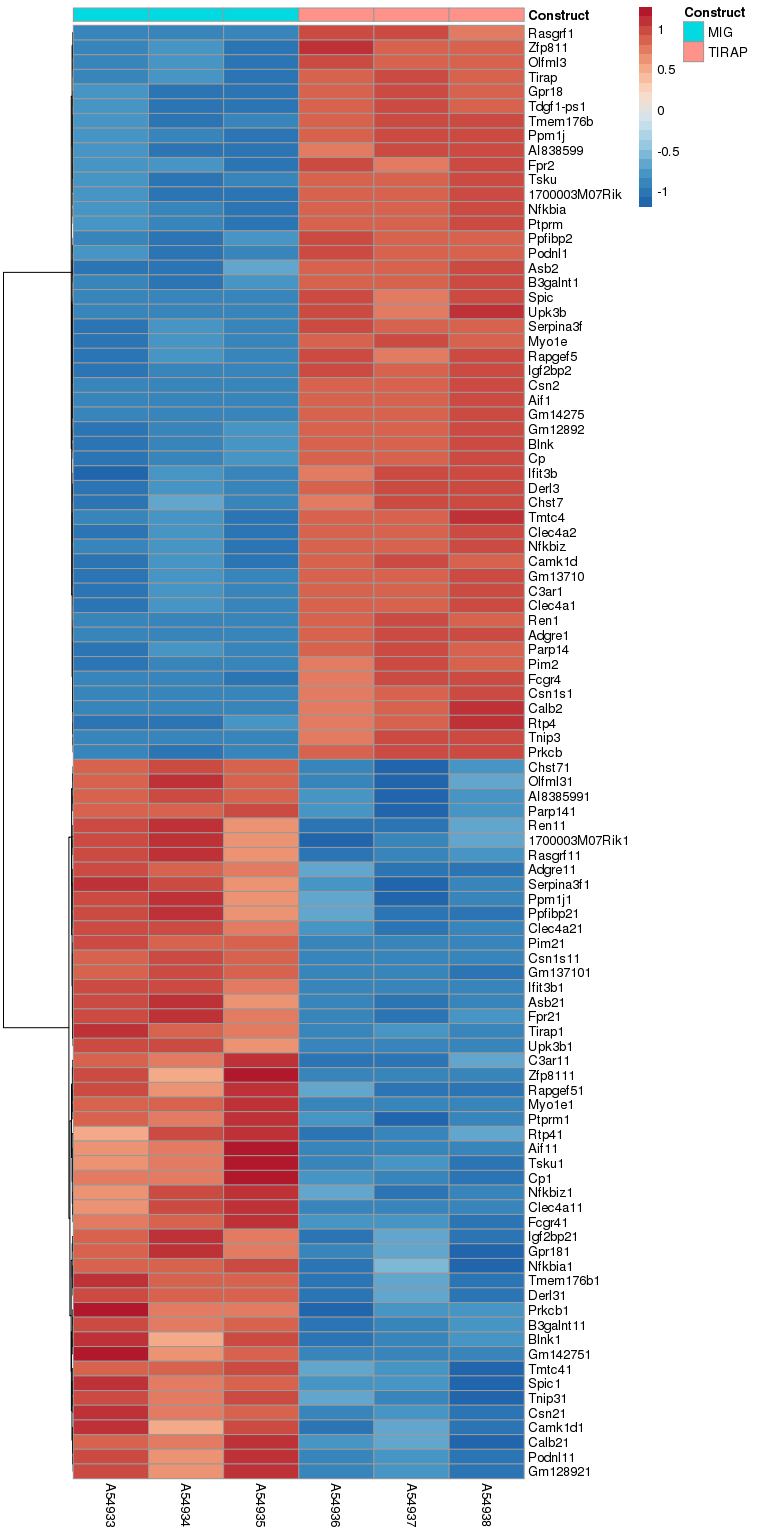 Construct
Rasgrf1
Zfp811
Olfml3
Tirap
Gpr18
Tdgf1-ps1
Tmem176b
Ppm1j
AI838599
Fpr2
Tsku
1700003M07Rik
Nfkbia
Ptprm
Ppfibp2
Podnl1
Asb2
B3galnt1
Spic
Upk3b
Serpina3f
Myo1e
Rapgef5
Igf2bp2
Csn2
Aif1
Gm14275
Gm12892
Blnk
Cp
Ifit3b
Derl3
Chst7
Tmtc4
Clec4a2
Nfkbiz
Camk1d
Gm13710
C3ar1
Clec4a1
Ren1
Adgre1
Parp14
Pim2
Fcgr4
Csn1s1
Calb2
Rtp4
Tnip3
Prkcb
Chst71
Olfml31
AI8385991
Parp141
Ren11
1700003M07Rik1
Rasgrf11
Adgre11
Serpina3f1
Ppm1j1
Ppfibp21
Clec4a21
Pim21
Csn1s11
Gm137101
Ifit3b1
Asb21
Fpr21
Tirap1
Upk3b1
C3ar11
Zfp8111
Rapgef51
Myo1e1
Ptprm1
Rtp41
Aif11
Tsku1
Cp1
Nfkbiz1
Clec4a11
Fcgr41
Igf2bp21
Gpr181
Nfkbia1
Tmem176b1
Derl31
Prkcb1
B3galnt11
Blnk1
Gm142751
Tmtc41
Spic1
Tnip31
Csn21
Camk1d1
Calb21
Podnl11
Gm128921
A54933
A54934
A54935
A54936
A54937
A54938
1
0.5
0
-0.5
-1
Construct
MIG
TIRAP